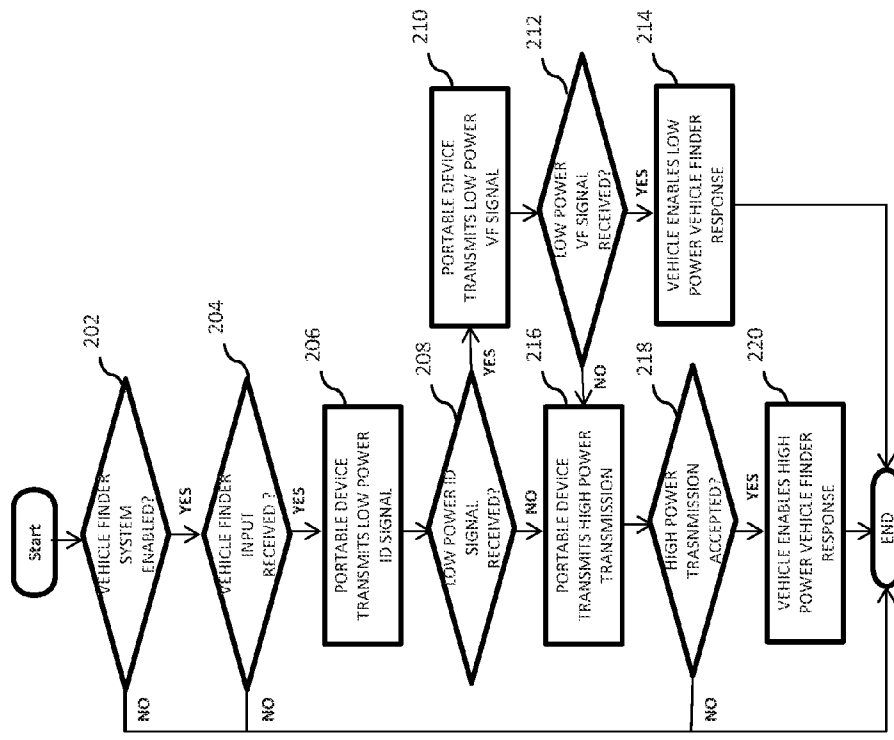 Start
202
VEHICLE FINDER
SYSTEM
ENABLED?
NO
YES
204
VEHICLE FINDER
INPUT
RECEIVED ?
NO
YES
206
PORTABLE DEVICE
TRANSMITS LOW POWER
ID SIGNAL
208
LOW POWER ID
SIGNAL
RECEIVED?
YES
NO
210
PORTABLE DEVICE
TRANSMITS LOW POWER
VF SIGNAL
212
LOW POWER
VF SIGNAL
RECEIVED?
NO
YES
214
VEHICLE ENABLES LOW
POWER VEHICLE FINDER
RESPONSE
216
PORTABLE DEVICE
TRANSMITS HIGH POWER
TRANSMISSION
218
HIGH POWER
TRASNMISSION
ACCEPTED?
NO
YES
220
VEHICLE ENABLES HIGH
POWER VEHICLE FINDER
RESPONSE
END